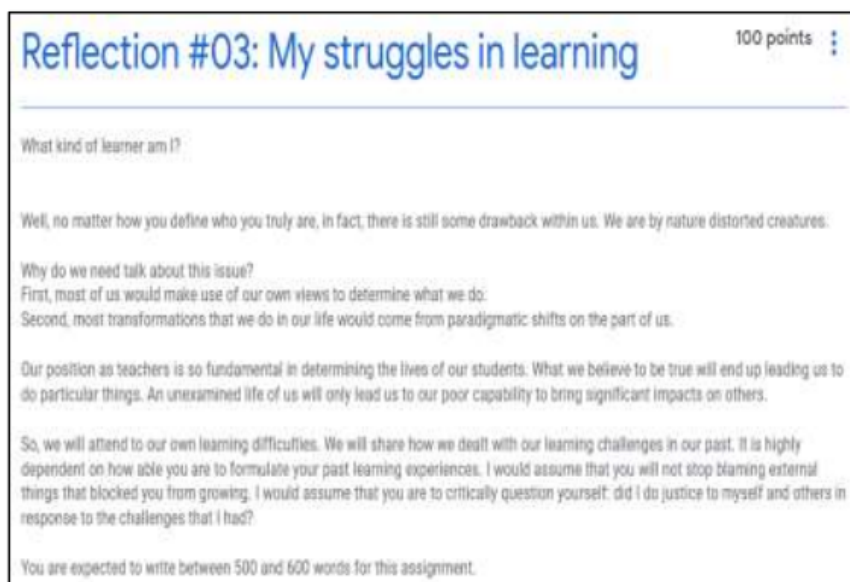 Reflection #03: My struggles in learning
100 points
What kind of learner am I?
Well, no matter how you define who you truly are, in fact, there is still some drawback within us. We are by nature distorted creatures.
Why do we need talk about this issue?
First, most of us would make use of our own views to determine what we do.
Second, most transformations that we do in our life would come from paradigmatic shifts on the part of us.
Our position as teachers is so fundamental in determining the lives of our students. What we believe to be true will end up leading us to
do particular things. An unexamined life of us will only lead us to our poor capability to bring significant impacts on others.
So, we will attend to our own learning difficulties. We will share how we dealt with our learning challenges in our past. It is highly
dependent on how able you are to formulate your past learning experiences. I would assume that you will not stop blaming external
things that blocked you from growing. I would assume that you are to critically question yourself: did I do justice to myself and others in
response to the challenges that I had?
You are expected to write between 500 and 600 words for this assignment.